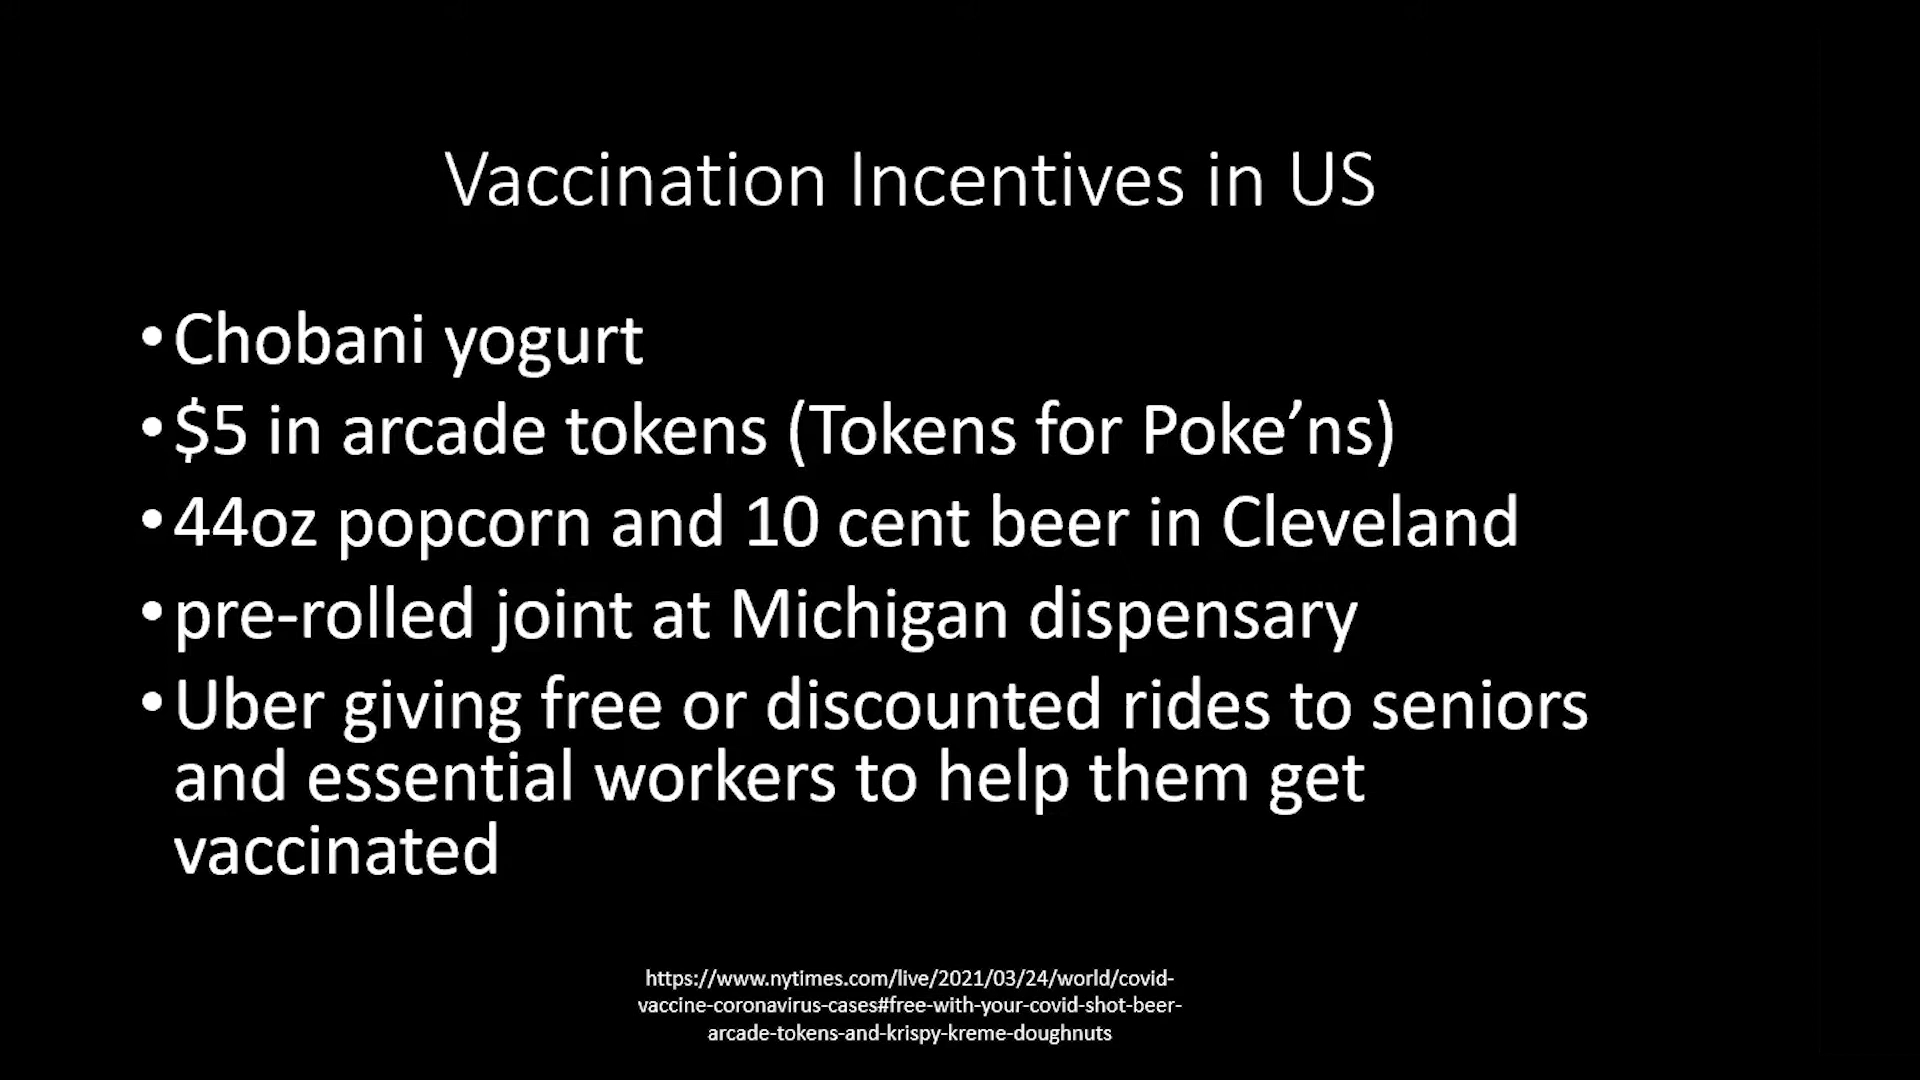 Vaccination Incentives in US
•Chobani yogurt
•$5 in arcade tokens (Tokens for Poke’ns)
•44oz popcorn and 10 cent beer in Cleveland
•pre-rolled joint at Michigan dispensary
•Uber giving free or discounted rides to seniors
and essential workers to help them get
vaccinated
https://www.nytimes.com/live/2021/03/24/world/covid-
vaccine-coronavirus-cases#free-with-your-covid-shot-beer-
arcade-tokens-and-krispy-kreme-doughnuts